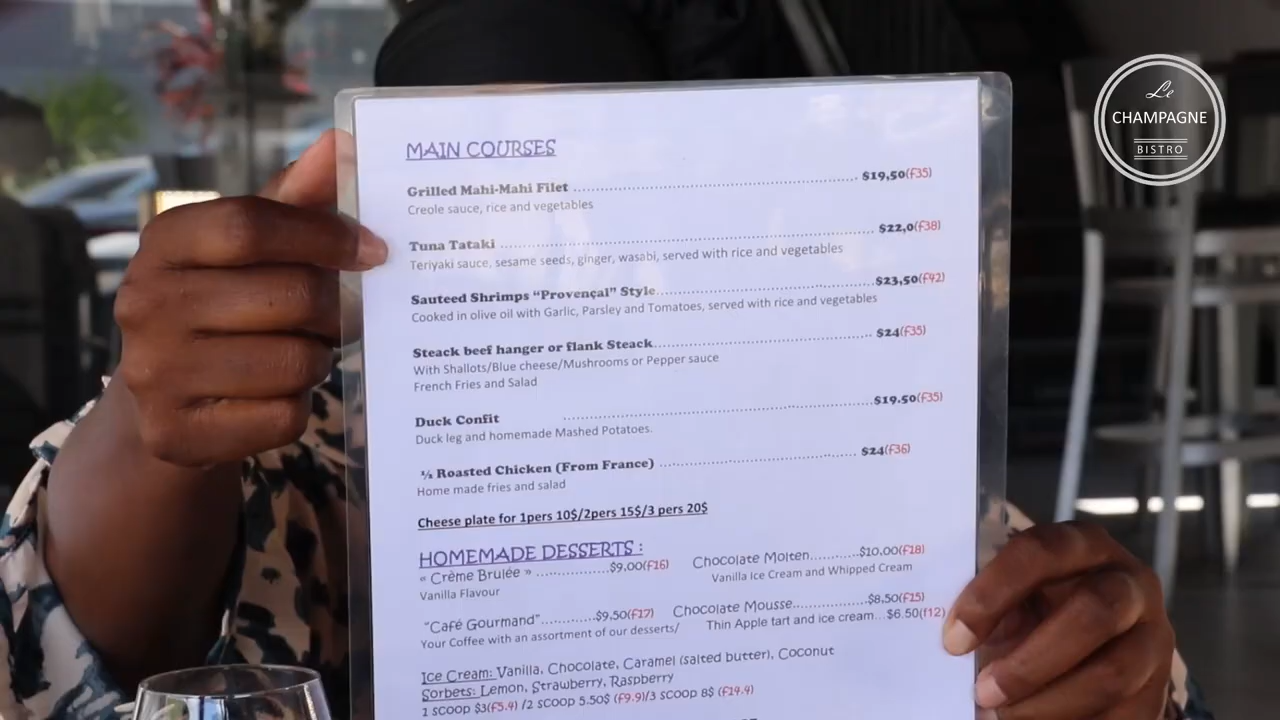 Le
CHAMPAGNE
BISTRO
MAIN COURSES
Grilled Mahi-Mahi Filet ........................ $19,50(f35)
Creole sauce, rice and vegetables
Tuna Tataki ........................ $22,0(f38)
Teriyaki sauce, sesame seeds, ginger, wasabi, served with rice and vegetables
Sauteed Shrimps “Provençal” Style........................$23,50(f42)
Cooked in olive oil with Garlic, Parsley and Tomatoes, served with rice and vegetables
Steack beef hanger or flank Steack........................ $24(f35)
With Shallots/Blue cheese/Mushrooms or Pepper sauce
French Fries and Salad
Duck Confit ........................$19.50(f35)
Duck leg and homemade Mashed Potatoes.
½ Roasted Chicken (From France) ........................ $24(f36)
Home made fries and salad
Cheese plate for 1pers 10$/2pers 15$/3 pers 20$
HOMEMADE DESSERTS :
« Crème Brulée » ...............$9.00(f16) Chocolate Molten...........$10.00(f18)
Vanilla Flavour Vanilla Ice Cream and Whipped Cream
“Café Gourmand”............$9,50(f17) Chocolate Mousse................$8,50(f15)
Your Coffee with an assortment of our desserts/ Thin Apple tart and ice cream...$6.50(f12)
Ice Cream: Vanilla, Chocolate, Caramel (salted butter), Coconut
Sorbets: Lemon, Strawberry, Raspberry
1 scoop $3(f5.4) /2 scoop 5.50$ (f9.9)/3 scoop 8$ (f14.4)